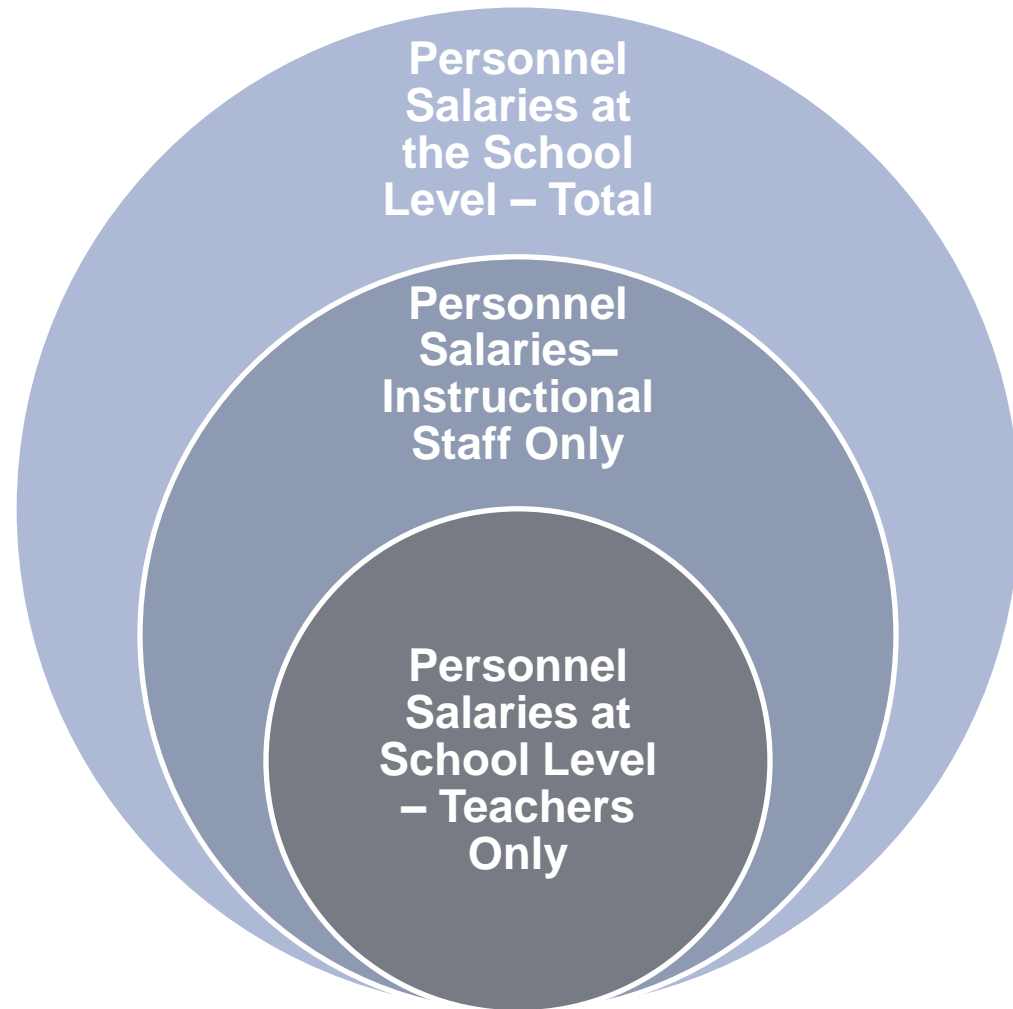 Personnel
Salaries at
the School
Level – Total
Personnel
Salaries–
Instructional
Staff Only
Personnel
Salaries at
School Level
– Teachers
Only